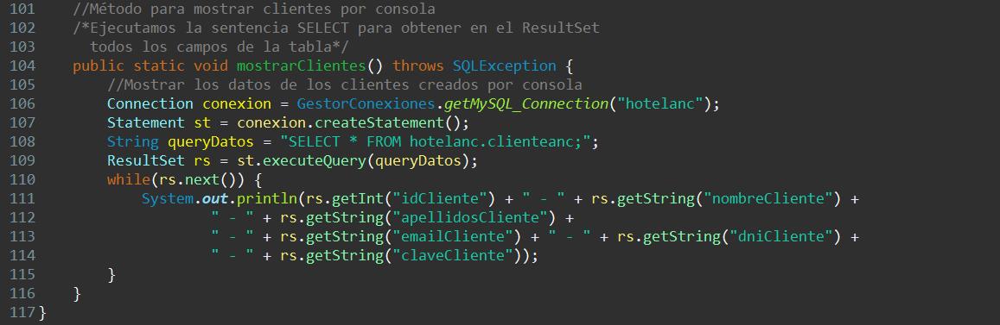 101 //Método para mostrar clientes por consola
102 /*Ejecutamos la sentencia SELECT para obtener en el ResultSet
103 todos los campos de la tabla*/
104 public static void mostrarClientes() throws SQLException {
105 //Mostrar los datos de los clientes creados por consola
106 Connection conexion = GestorConexiones.getMySQL_Connection("hotelanc");
107 Statement st = conexion.createStatement();
108 String queryDatos = "SELECT * FROM hotelanc.clienteanc;";
109 ResultSet rs = st.executeQuery(queryDatos);
110 while(rs.next()) {
111 System.out.println(rs.getInt("idCliente") + " - " + rs.getString("nombreCliente") +
112 " - " + rs.getString("apellidosCliente") +
113 " - " + rs.getString("emailCliente") + " - " + rs.getString("dniCliente") +
114 " - " + rs.getString("claveCliente"));
115 }
116 }
117 }